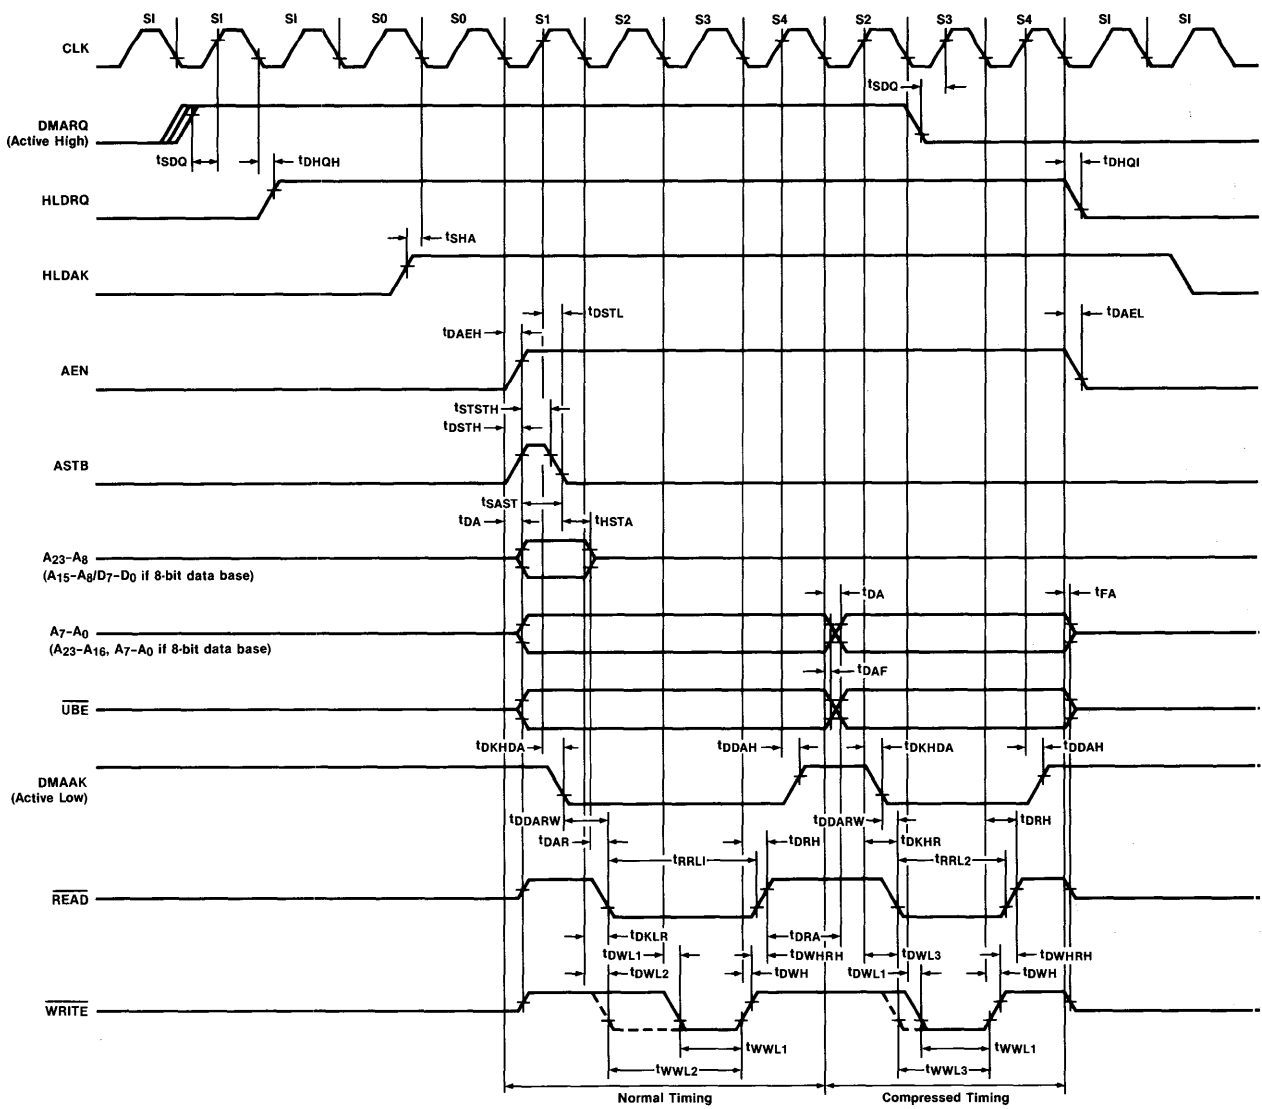 SI SI SI S0 S0 S1 S2 S3 S4 S2 S3 S4 SI SI
CLK
tSDQ
DMARQ
(Active High)
tSDQ tDHQH tDHQI
HLDRQ
tSHA
HLDAK
tDSTL tDAEL
tDAEH
AEN
tSTSTH
tDSTH
ASTB
tSAST
tDA tHSTA
A23–A8
(A15–A8/D7–D0 if 8-bit data base)
tDA tFA
A7–A0
(A23–A16, A7–A0 if 8-bit data base)
tDAF
UBE
tDKHDA tDDAH tDKHDA tDDAH
DMAAK
(Active Low)
tDDARW tDDARW tDRH
tDAR tDRH tDKHR
tRRLI tRRL2
READ
tDKLR tDRA
tDWL1 tDWHRH tDWL3 tDWHRH
tDWL2 tDWH tDWL1 tDWH
WRITE
tWWL1 tWWL1
tWWL2 tWWL3
Normal Timing Compressed Timing